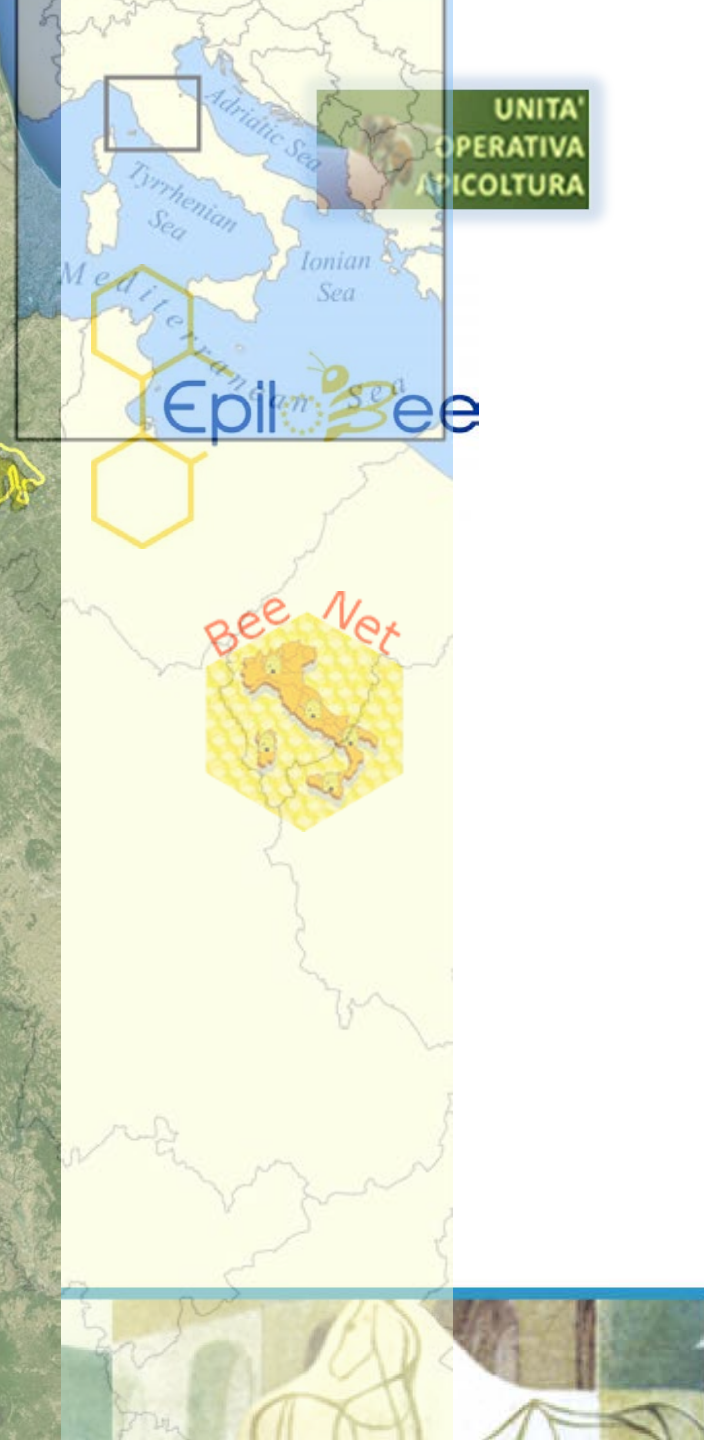 UNITA'
OPERATIVA
APICOLTURA
Adriatic Sea
Tyrrhenian
Sea
Ionian
Sea
Mediterranean Sea
EpiloBee
Bee Net